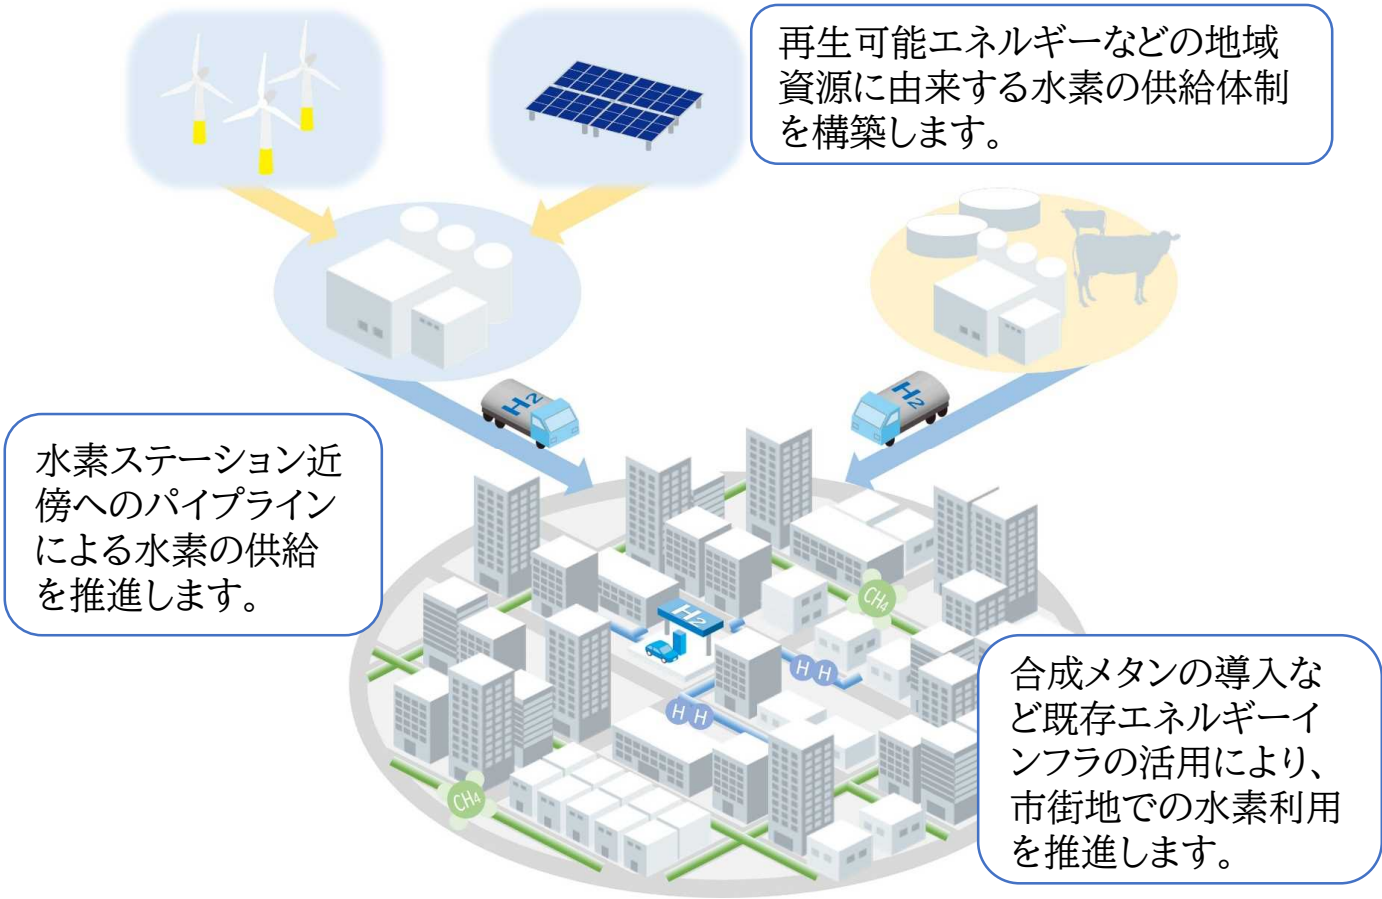 再生可能エネルギーなどの地域
資源に由来する水素の供給体制
を構築します。
H2
H2
水素ステーション近
傍へのパイプライン
による水素の供給
を推進します。
CH4
H2
H H
H H
CH4
合成メタンの導入な
ど既存エネルギーイ
ンフラの活用により、
市街地での水素利用
を推進します。